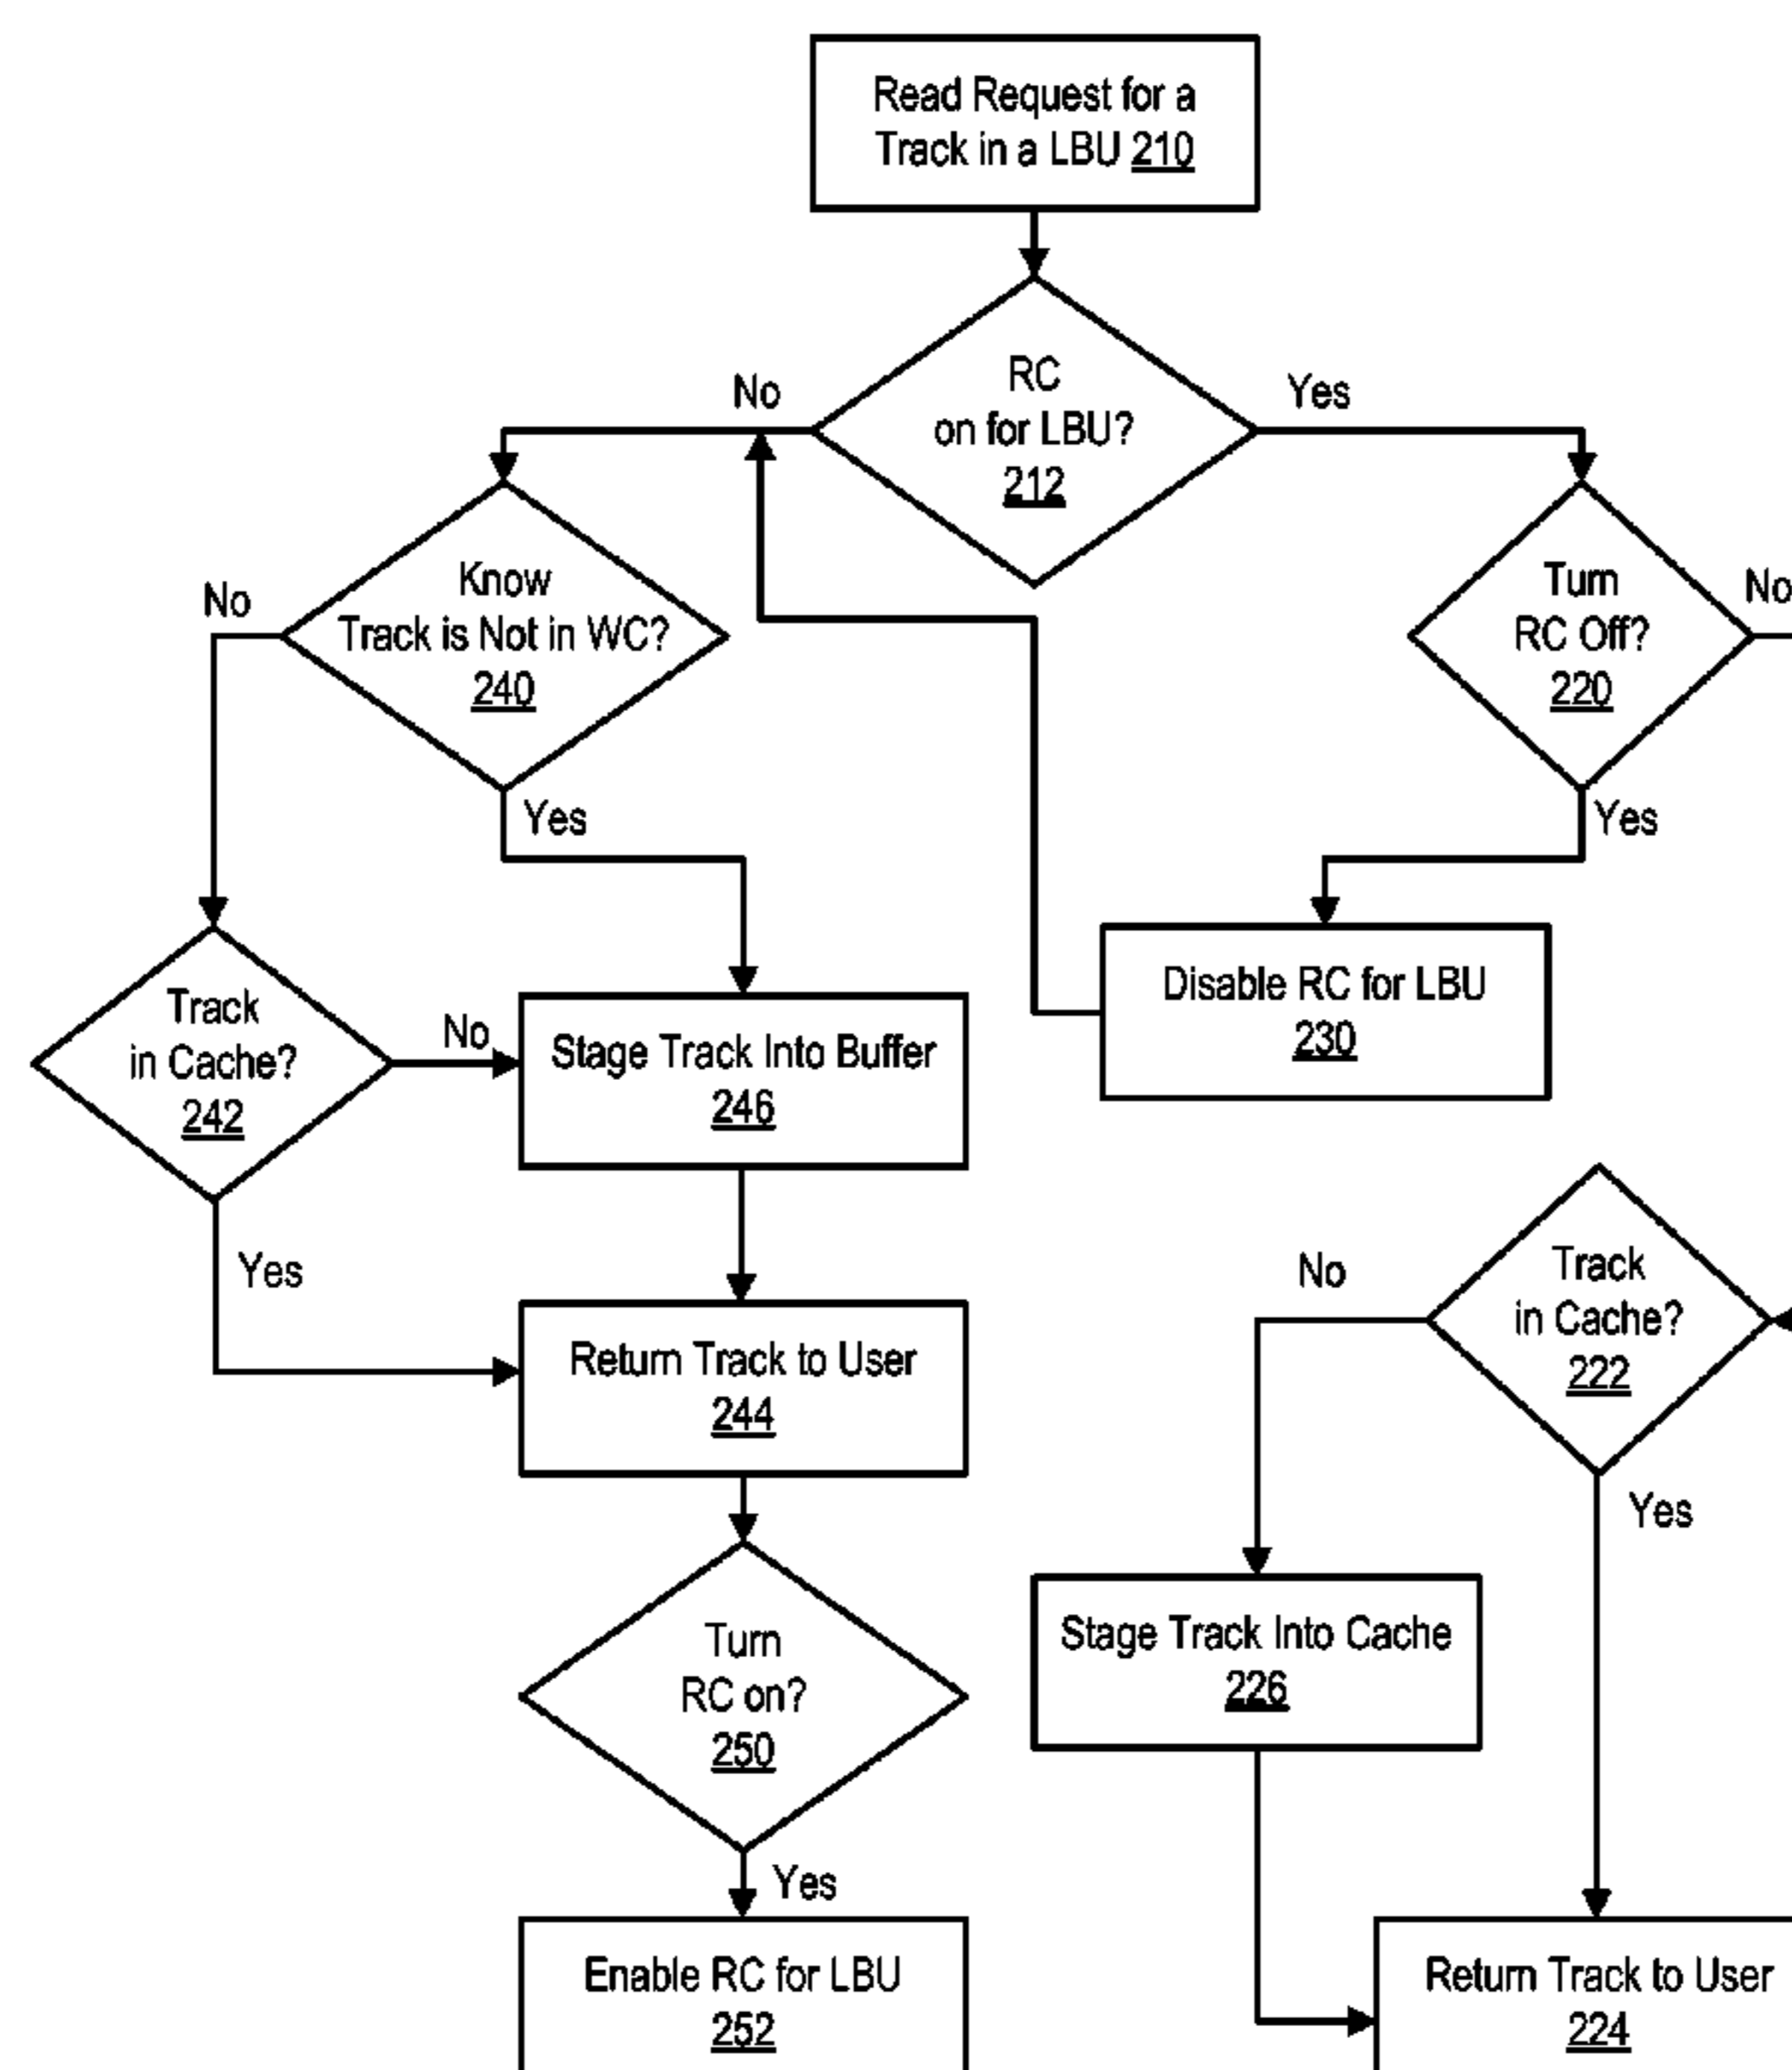 Read Request for a
Track in a LBU 210
RC
on for LBU?
212
No
Yes
Know
Track is Not in WC?
240
No
Yes
Turn
RC Off?
220
No
Yes
Disable RC for LBU
230
Track
in Cache?
242
No
Yes
Stage Track Into Buffer
246
Return Track to User
244
Track
in Cache?
222
No
Yes
Turn
RC on?
250
Yes
Stage Track Into Cache
226
Enable RC for LBU
252
Return Track to User
224